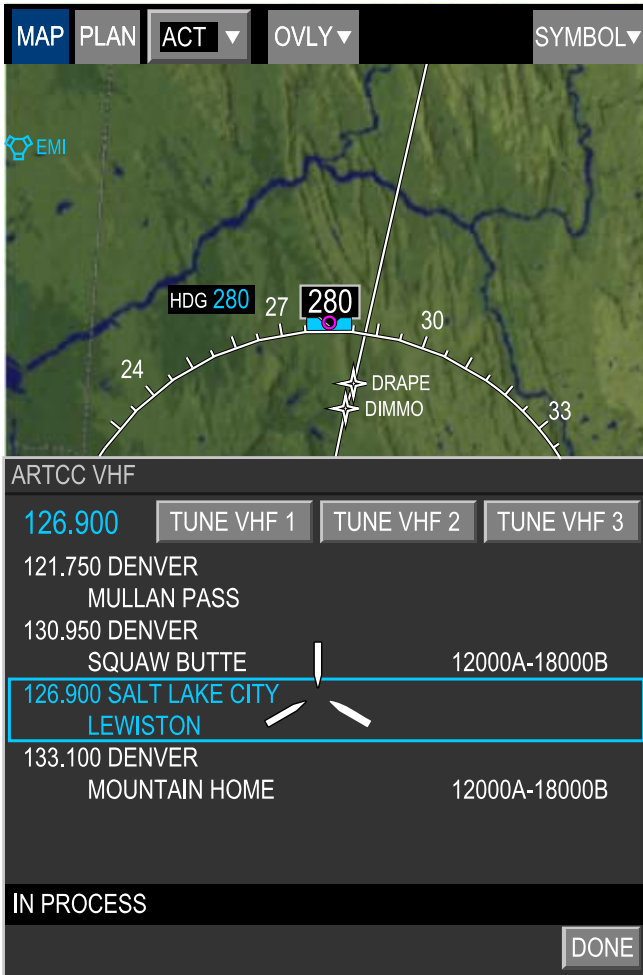 MAP PLAN ACT ▼ OVLY▼ SYMBOL▼
EMI
HDG 280 27 280 30
24 DRAPE
DIMMO 33
ARTCC VHF
126.900 TUNE VHF 1 TUNE VHF 2 TUNE VHF 3
121.750 DENVER
MULLAN PASS
130.950 DENVER
SQUAW BUTTE 12000A-18000B
126.900 SALT LAKE CITY
LEWISTON
133.100 DENVER
MOUNTAIN HOME 12000A-18000B
IN PROCESS
DONE